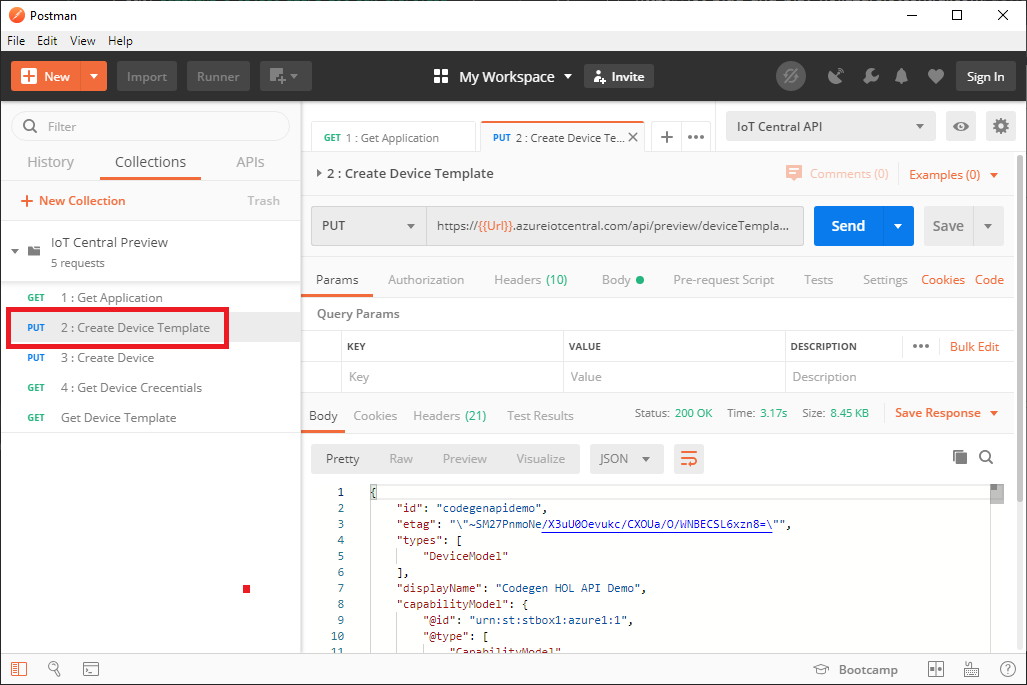 Postman
File Edit View Help
New Import Runner My Workspace Invite Sign In
Filter
History Collections APIs
New Collection Trash
IoT Central Preview
5 requests
GET 1 : Get Application
PUT 2 : Create Device Template
PUT 3 : Create Device
GET 4 : Get Device Crecentials
GET Get Device Template
GET 1 : Get Application PUT 2 : Create Device Te... IoT Central API
2 : Create Device Template Comments (0) Examples (0)
PUT https://{{Url}}.azureiotcentral.com/api/preview/deviceTempla... Send Save
Params Authorization Headers (10) Body Pre-request Script Tests Settings Cookies Code
Query Params
KEY VALUE DESCRIPTION Bulk Edit
Key Value Description
Body Cookies Headers (21) Test Results Status: 200 OK Time: 3.17s Size: 8.45 KB Save Response
Pretty Raw Preview Visualize JSON
1 {
2 "id": "codegenapidemo",
3 "etag": "\"~SM27PnmoNe/X3uU0Oevukc/CXOUa/O/WNBECSL6xzn8=\"",
4 "types": [
5 "DeviceModel"
6 ],
7 "displayName": "Codegen HOL API Demo",
8 "capabilityModel": {
9 "@id": "urn:st:stbox1:azure1:1",
10 "@type": [
11 "CapabilityModel"
Bootcamp